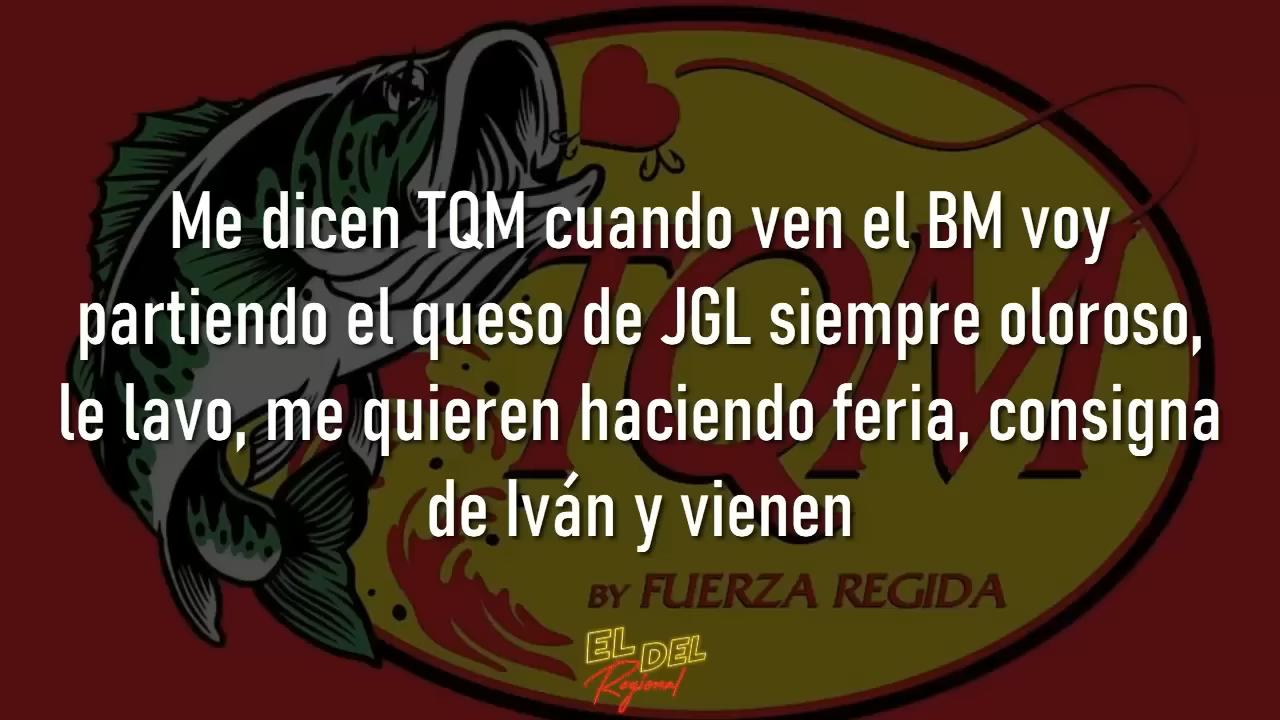 Me dicen TQM cuando ven el BM voy
partiendo el queso de JGL siempre oloroso,
le lavo, me quieren haciendo feria, consigna
de Iván y vienen
TQM
BY FUERZA REGIDA
EL DEL
Regional